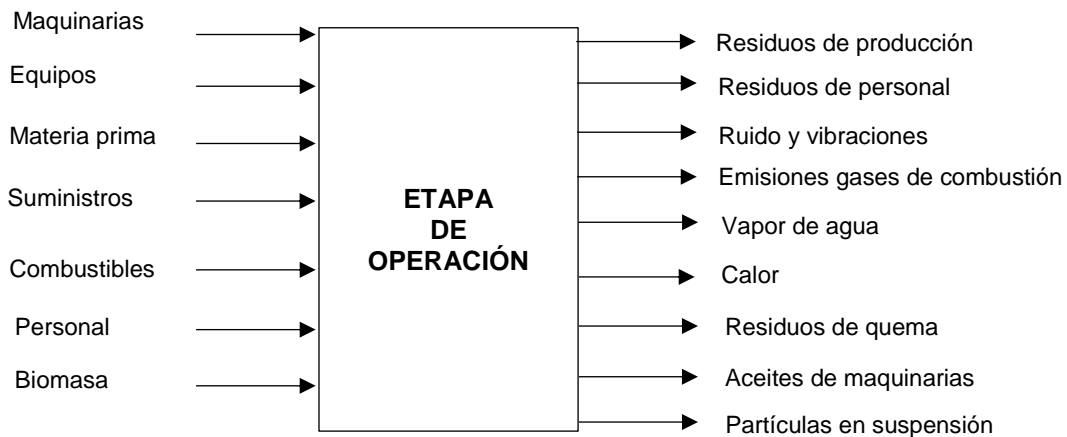 Maquinarias
Equipos
Materia prima
Suministros
Combustibles
Personal
Biomasa
ETAPA
DE
OPERACIÓN
Residuos de producción
Residuos de personal
Ruido y vibraciones
Emisiones gases de combustión
Vapor de agua
Calor
Residuos de quema
Aceites de maquinarias
Partículas en suspensión